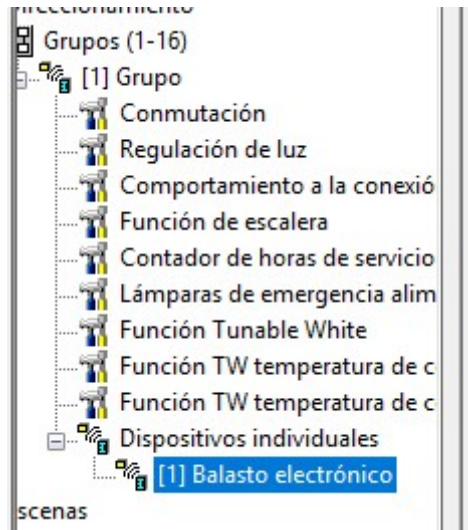 Direccionamiento
Grupos (1-16)
[1] Grupo
Conmutación
Regulación de luz
Comportamiento a la conexió
Función de escalera
Contador de horas de servicio
Lámparas de emergencia alim
Función Tunable White
Función TW temperatura de c
Función TW temperatura de c
Dispositivos individuales
[1] Balasto electrónico
scenas